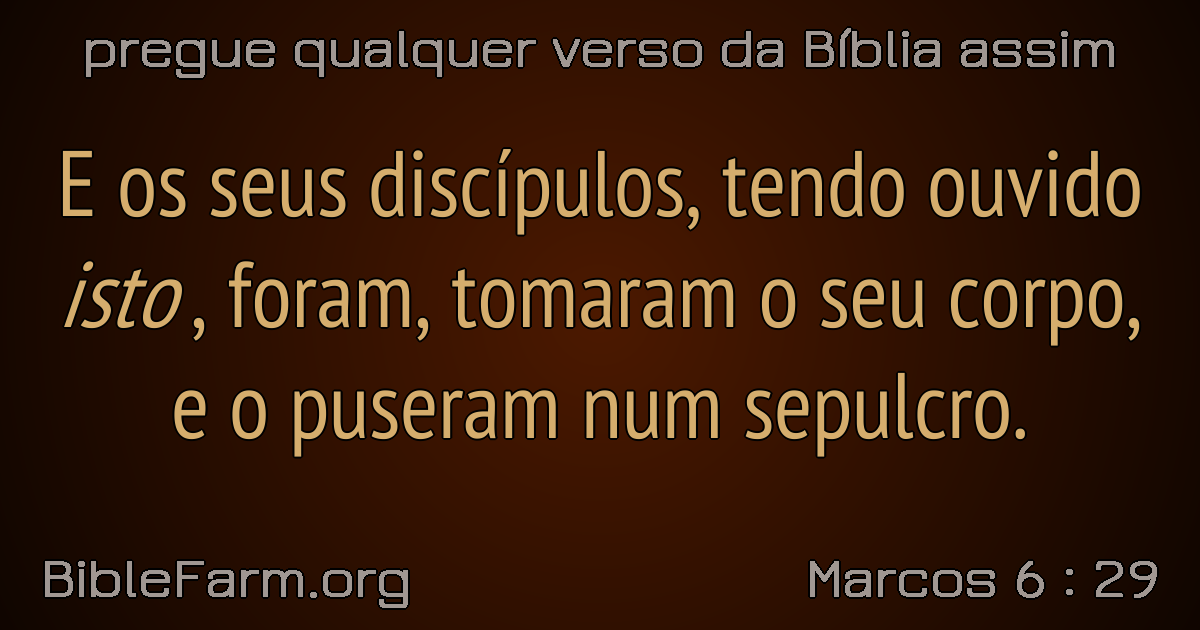 pregue qualquer verso da Bíblia assim
E os seus discípulos, tendo ouvido
isto, foram, tomaram o seu corpo,
e o puseram num sepulcro.
BibleFarm.org
Marcos 6 : 29